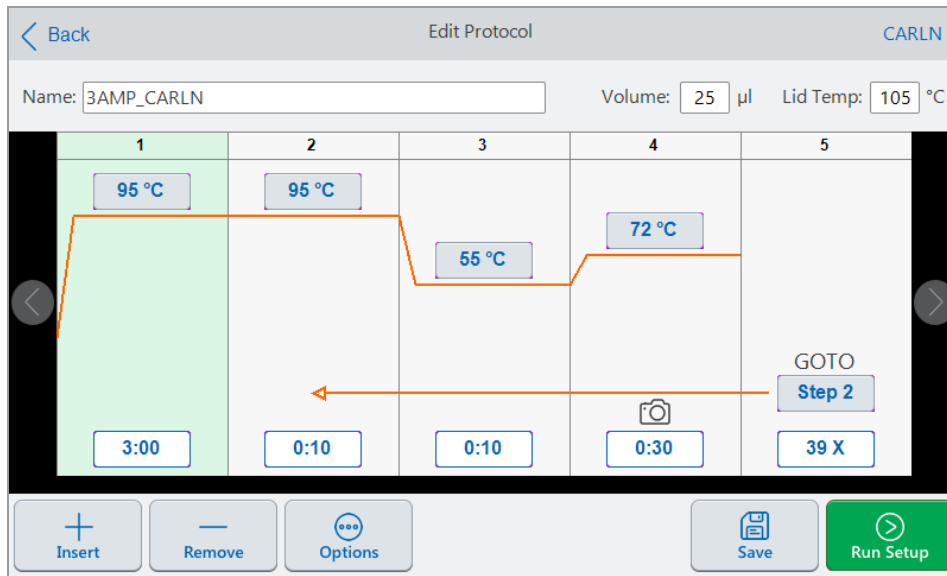 Back Edit Protocol CARLN
Name: 3AMP_CARLN Volume: 25 µl Lid Temp: 105 °C
1 2 3 4 5
95 °C 95 °C
72 °C
55 °C
GOTO
Step 2
3:00 0:10 0:10 0:30 39 X
Insert Remove Options Save Run Setup